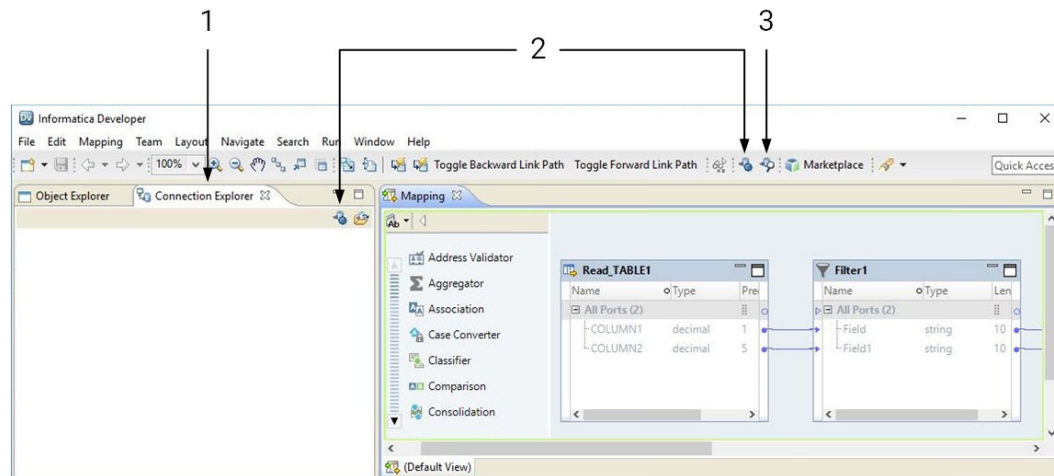 1
2
3
Informatica Developer
File Edit Mapping Team Layout Navigate Search Run Window Help
100% Toggle Backward Link Path Toggle Forward Link Path Marketplace Quick Acces
Object Explorer Connection Explorer
Mapping
Ab
Address Validator
Aggregator
Association
Case Converter
Classifier
Comparison
Consolidation
Read_TABLE1
Name Type Pre
All Ports (2)
COLUMN1 decimal 1
COLUMN2 decimal 5
Filter1
Name Type Len
All Ports (2)
Field string 10
Field1 string 10
(Default View)